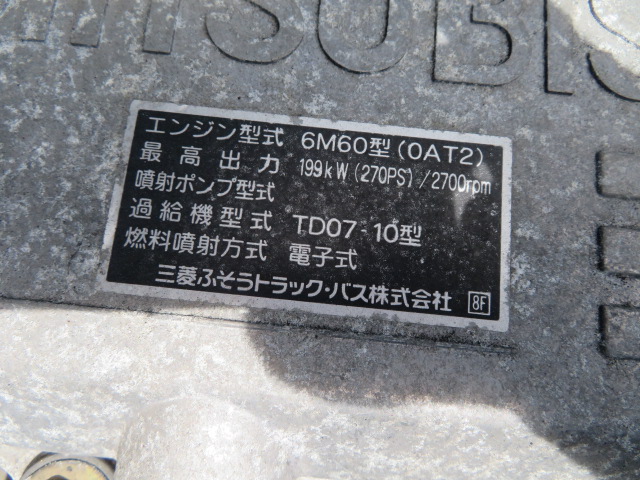 MITSUBIS
エンジン型式 6M60型(0AT2)
最高出力 199kW(270PS)/2700rpm
噴射ポンプ型式
過給機型式 TD07-10型
燃料噴射方式 電子式
三菱ふそうトラック・バス株式会社 8F